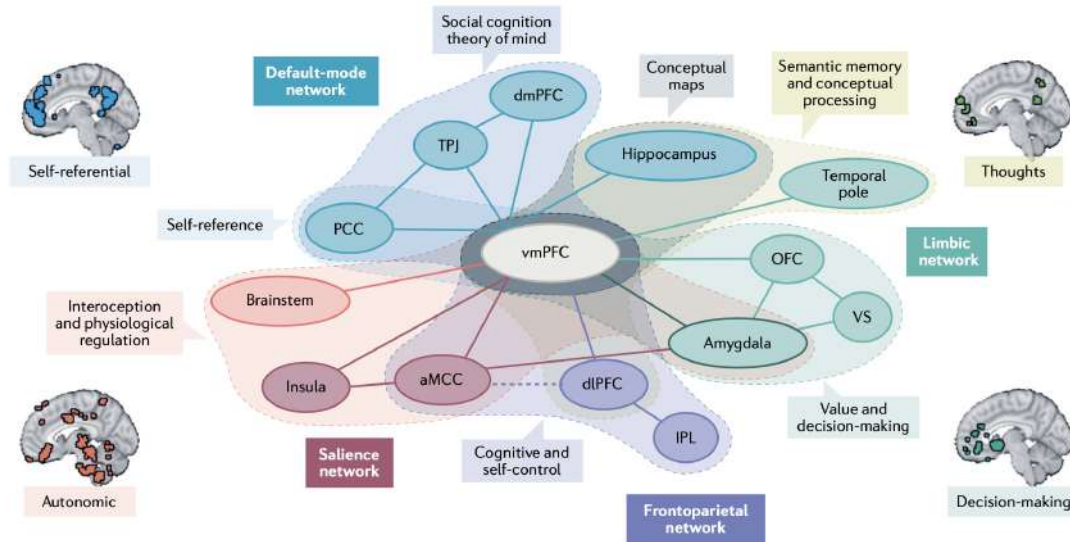 Social cognition
theory of mind
Default-mode
network
Conceptual
maps
Semantic memory
and conceptual
processing
dmPFC
TPJ
Hippocampus
Temporal
pole
Self-referential
Thoughts
Self-reference
PCC
vmPFC
OFC
Limbic
network
Brainstem
VS
Interoception
and physiological
regulation
Amygdala
Insula
aMCC
dlPFC
IPL
Value and
decision-making
Salience
network
Cognitive and
self-control
Autonomic
Frontoparietal
network
Decision-making